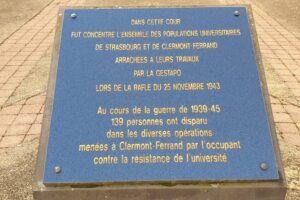 DANS CETTE COUR
FUT CONCENTRE L'ENSEMBLE DES POPULATIONS UNIVERSITAIRES
DE STRASBOURG ET DE CLERMONT FERRAND
ARRACHEES A LEURS TRAVAUX
PAR LA GESTAPO
LORS DE LA RAFLE DU 25 NOVEMBRE 1943
Au cours de la guerre de 1939-45
139 personnes ont disparu
dans les diverses opérations
menées à Clermont-Ferrand par l'occupant
contre la résistance de l'université